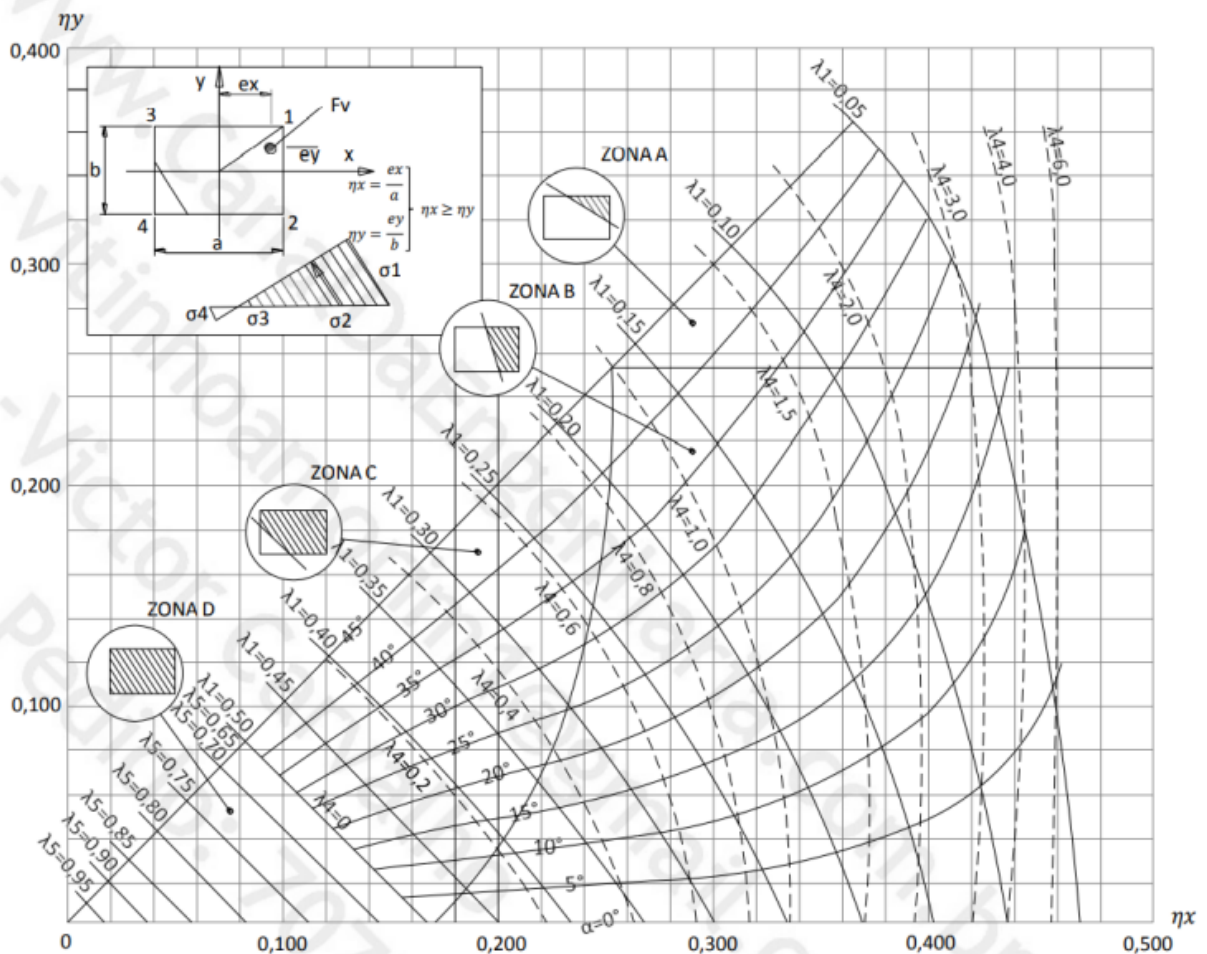 ηy
0,400
0,300
0,200
0,100
0
0,100
0,200
0,300
0,400
0,500
ηx
y
ex
Fv
3
1
ey
x
b
ηx = ex/a
ηy = ey/b
ηx ≥ ηy
4
2
a
σ1
σ4
σ3
σ2
ZONA A
ZONA B
ZONA C
ZONA D
λ1=0,05
λ1=0,10
λ1=0,15
λ1=0,20
λ1=0,25
λ1=0,30
λ1=0,35
λ1=0,40
λ1=0,45
λ1=0,50
λ5=0,65
λ5=0,70
λ5=0,75
λ5=0,80
λ5=0,85
λ5=0,90
λ5=0,95
λ4=6,0
λ4=4,0
λ4=3,0
λ4=2,0
λ4=1,5
λ4=1,0
λ4=0,8
λ4=0,6
λ4=0,4
λ4=0,2
λ4=0
45°
40°
35°
30°
25°
20°
15°
10°
5°
α=0°